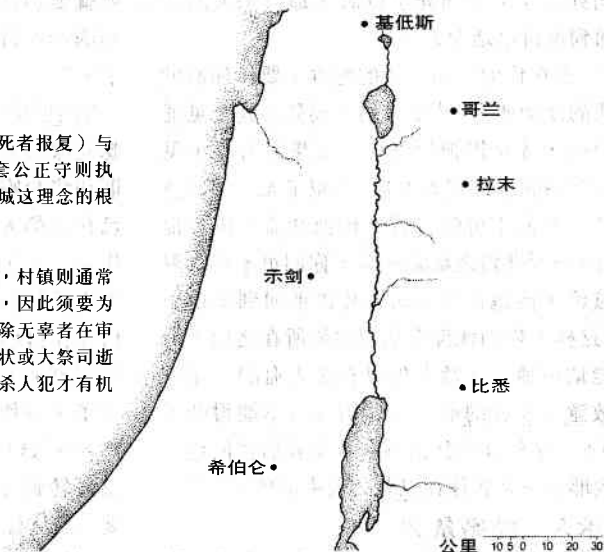 死者报复）与
套公正守则执
城这理念的根
，村镇则通常
，因此须要为
除无辜者在审
状或大祭司逝
杀人犯才有机
基低斯
哥兰
拉末
示剑
比悉
希伯仑
公里 10 5 0 10 20 30